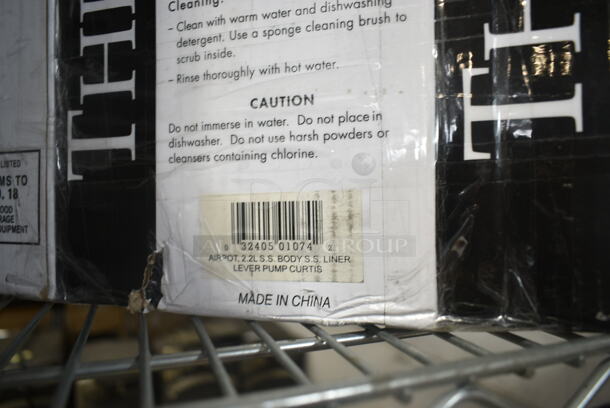 Cleaning:
- Clean with warm water and dishwashing
detergent. Use a sponge cleaning brush to
scrub inside.
- Rinse thoroughly with hot water.
CAUTION
Do not immerse in water. Do not place in
dishwasher. Do not use harsh powders or
cleansers containing chlorine.
LISTED
MS TO
18
0 32405 01074 2
AIRPOT, 2.2L S.S. BODY S.S. LINER,
LEVER PUMP CURTIS
MADE IN CHINA
TH
TH
GROUP